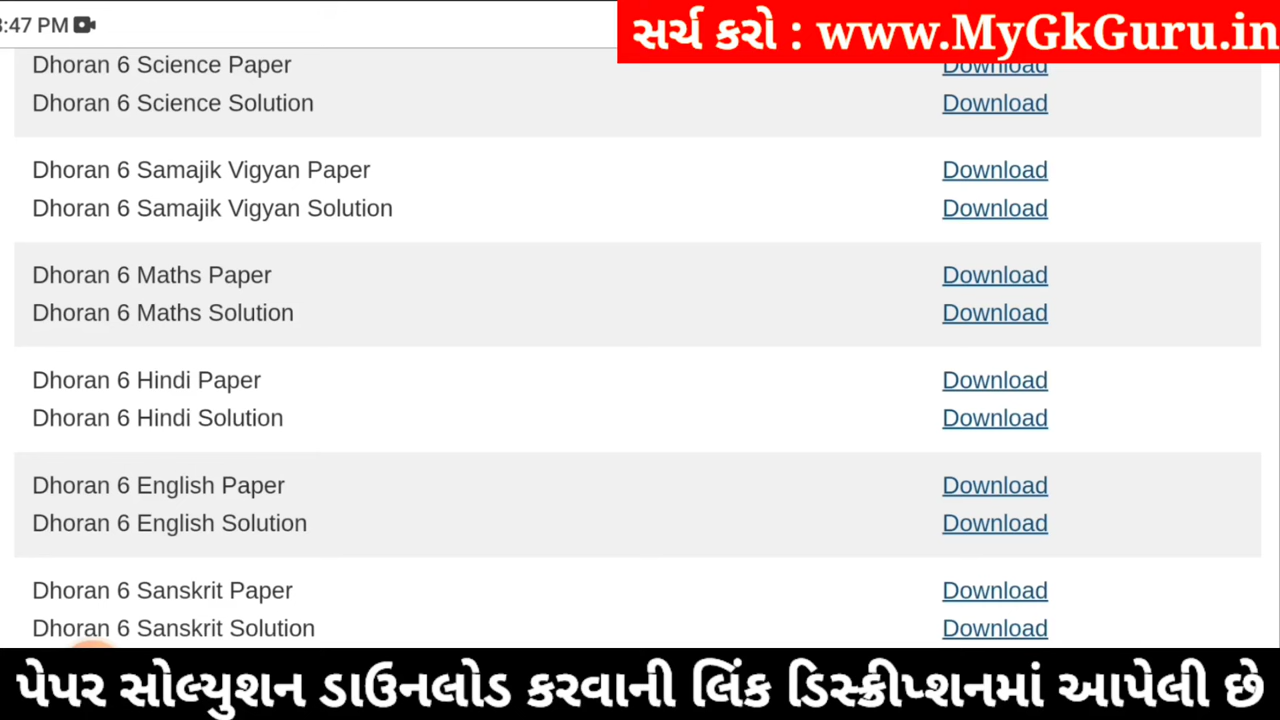 :47 PM
સર્ચ કરો : www.MyGkGuru.in
Dhoran 6 Science Paper Download
Dhoran 6 Science Solution Download
Dhoran 6 Samajik Vigyan Paper Download
Dhoran 6 Samajik Vigyan Solution Download
Dhoran 6 Maths Paper Download
Dhoran 6 Maths Solution Download
Dhoran 6 Hindi Paper Download
Dhoran 6 Hindi Solution Download
Dhoran 6 English Paper Download
Dhoran 6 English Solution Download
Dhoran 6 Sanskrit Paper Download
Dhoran 6 Sanskrit Solution Download
પેપર સોલ્યુશન ડાઉનલોડ કરવાની લિંક ડિસ્ક્રીપ્શનમાં આપેલી છે